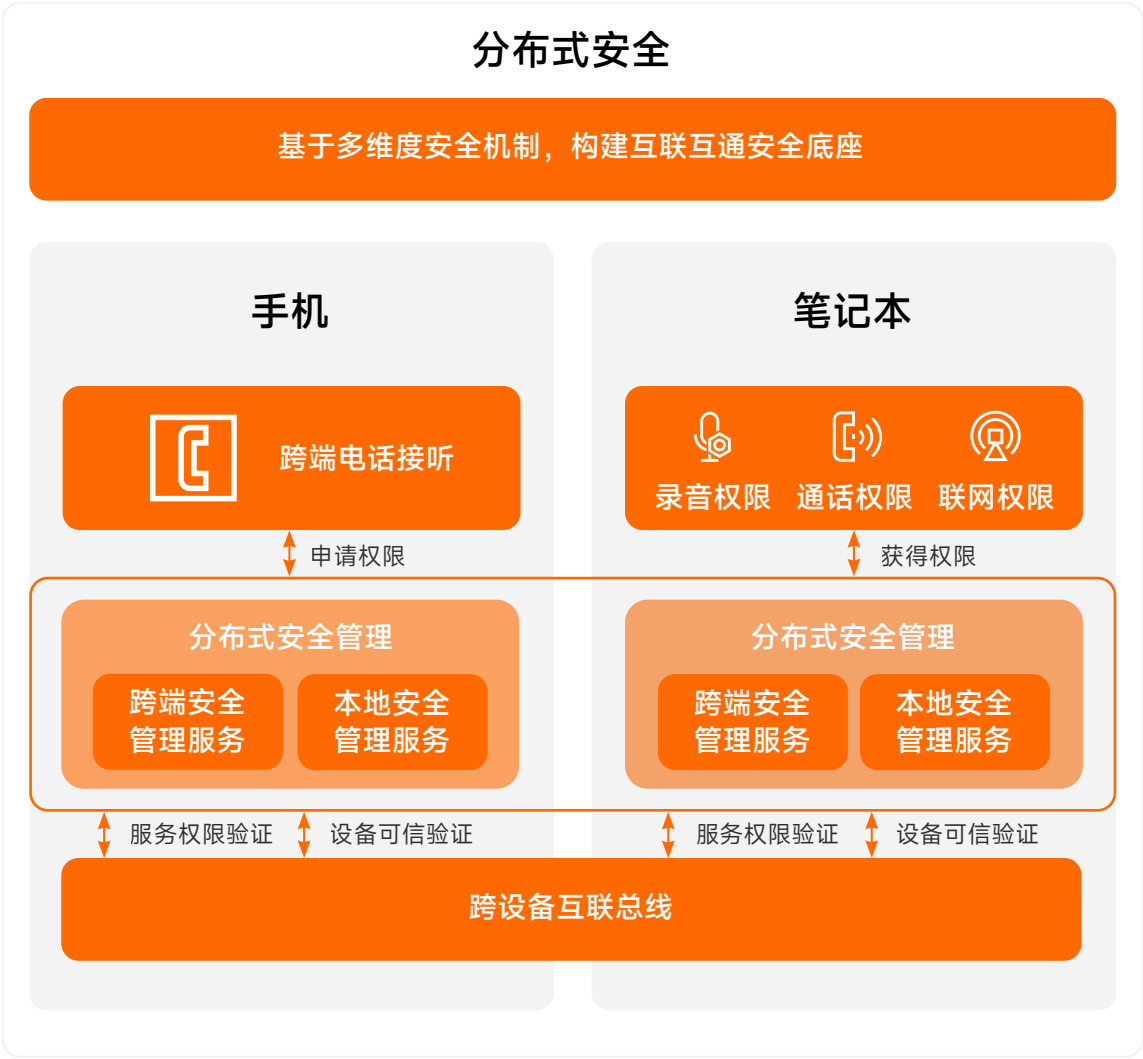 分布式安全
基于多维度安全机制，构建互联互通安全底座
手机
跨端电话接听
申请权限
分布式安全管理
跨端安全
管理服务
本地安全
管理服务
服务权限验证
设备可信验证
笔记本
录音权限
通话权限
联网权限
获得权限
分布式安全管理
跨端安全
管理服务
本地安全
管理服务
服务权限验证
设备可信验证
跨设备互联总线